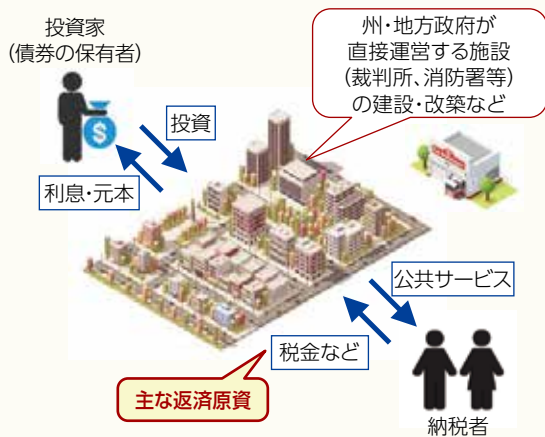 投資家
(債券の保有者)
州・地方政府が
直接運営する施設
(裁判所、消防署等)
の建設・改築など
投資
利息・元本
公共サービス
税金など
主な返済原資
納税者